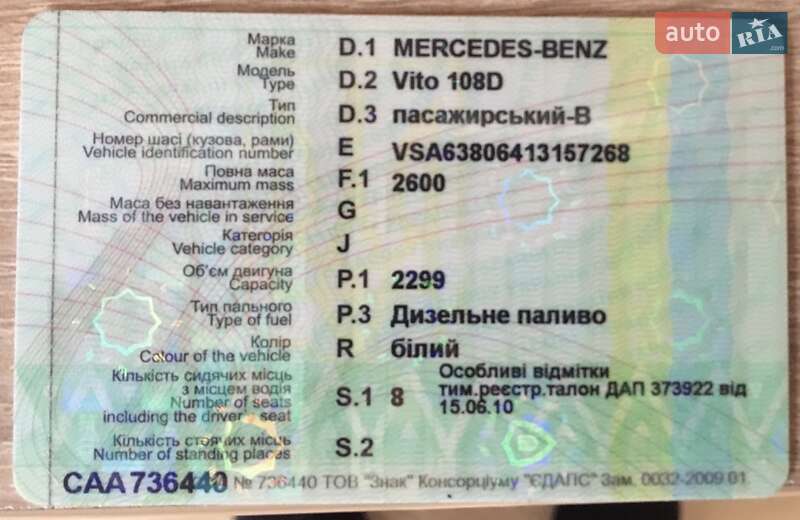 auto RIA.com
Марка
Make D.1 MERCEDES-BENZ
Модель
Type D.2 Vito 108D
Тип
Commercial description D.3 пасажирський-В
Номер шасі (кузова, рами)
Vehicle identification number E VSA63806413157268
Повна маса
Maximum mass F.1 2600
Маса без навантаження
Mass of the vehicle in service G
Категорія
Vehicle category J
Об'єм двигуна
Capacity P.1 2299
Тип пального
Type of fuel P.3 Дизельне паливо
Колір
Colour of the vehicle R білий
Кількість сидячих місць
з місцем водія
Number of seats
including the driver s seat S.1 8
Особливі відмітки
тим.реєстр.талон ДАП 373922 від
15.06.10
Кількість стоячих місць
Number of standing places S.2
САА 736440 № 736440 ТОВ "Знак" Консорціуму "ЄДАПС" Зам. 0032-2009 01